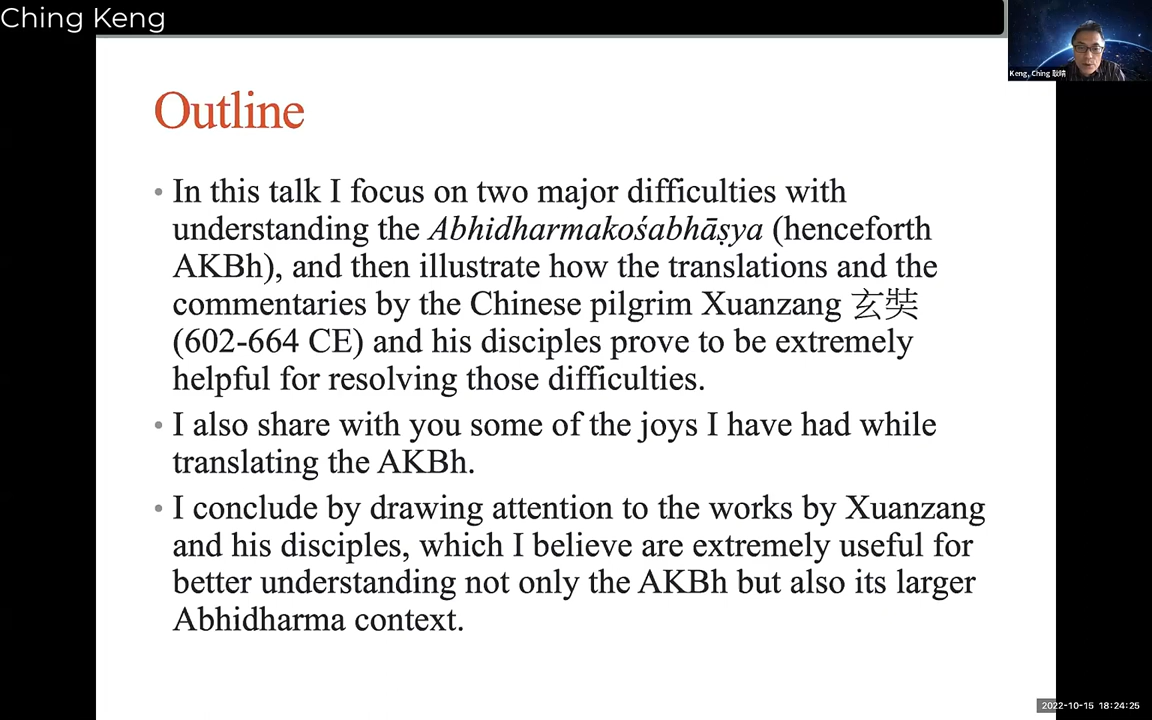 Ching Keng
Keng, Ching 耿晴
Outline
• In this talk I focus on two major difficulties with
understanding the Abhidharmakośabhāṣya (henceforth
AKBh), and then illustrate how the translations and the
commentaries by the Chinese pilgrim Xuanzang 玄奘
(602-664 CE) and his disciples prove to be extremely
helpful for resolving those difficulties.
• I also share with you some of the joys I have had while
translating the AKBh.
• I conclude by drawing attention to the works by Xuanzang
and his disciples, which I believe are extremely useful for
better understanding not only the AKBh but also its larger
Abhidharma context.
2022-10-15 18:24:25